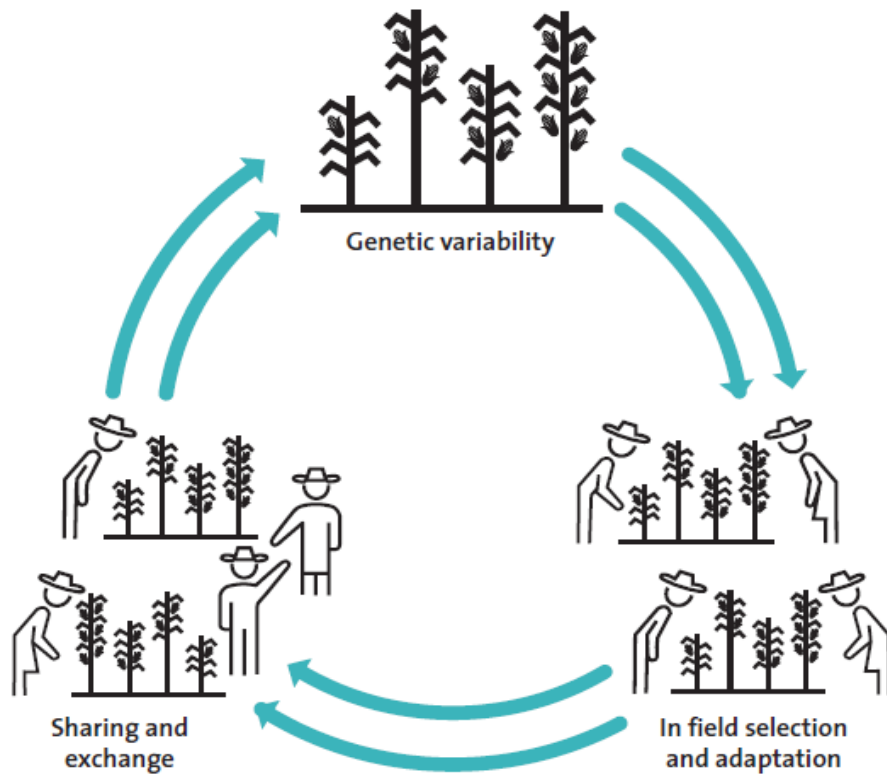 Genetic variability
Sharing and
exchange
In field selection
and adaptation